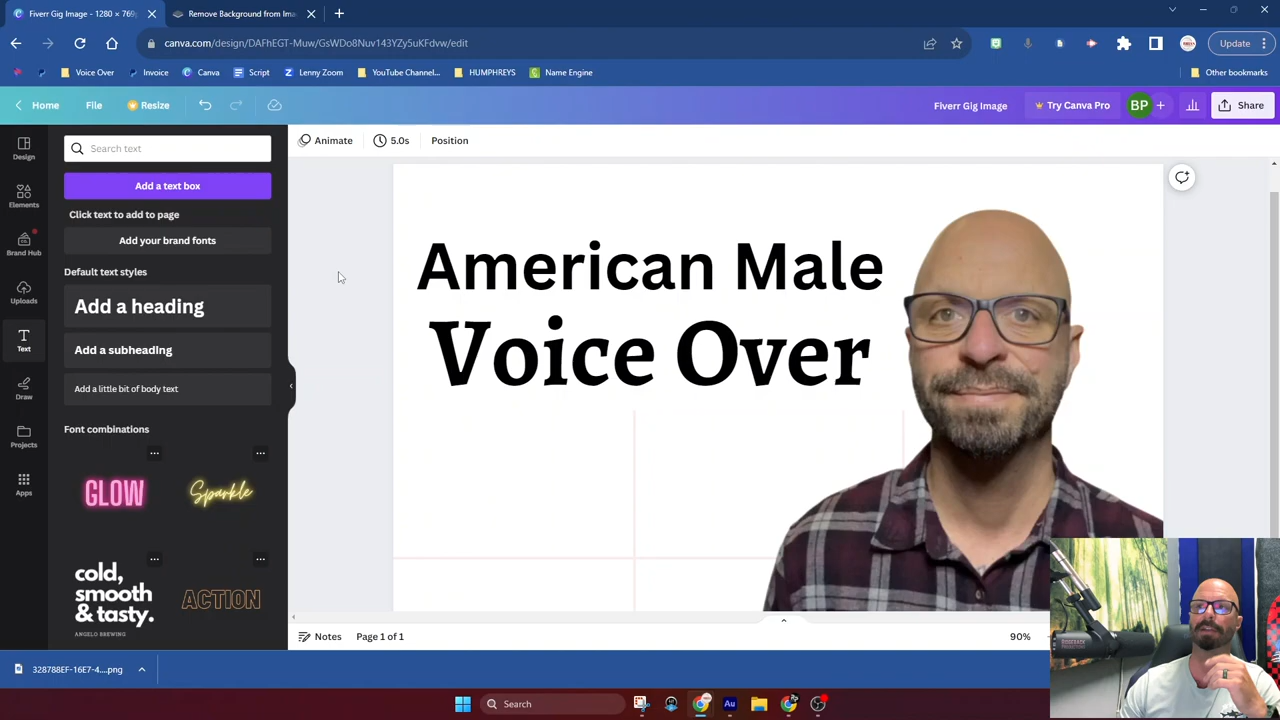 Fiverr Gig Image - 1280 × 769p
Remove Background from Ima
canva.com/design/DAFhEGT-Muw/GsWDo8Nuv143YZy5uKFdvw/edit
Update
Voice Over
Invoice
Canva
Script
Lenny Zoom
YouTube Channel...
HUMPHREYS
Name Engine
Other bookmarks
Home
File
Resize
Fiverr Gig Image
Try Canva Pro
BP
Share
Design
Elements
Brand Hub
Uploads
Text
Draw
Projects
Apps
Search text
Add a text box
Click text to add to page
Add your brand fonts
Default text styles
Add a heading
Add a subheading
Add a little bit of body text
Font combinations
GLOW
Sparkle
cold,
smooth
& tasty.
ANGELO BREWING
ACTION
Animate
5.0s
Position
American Male
Voice Over
Notes
Page 1 of 1
90%
328788EF-16E7-4....png
Search
Au